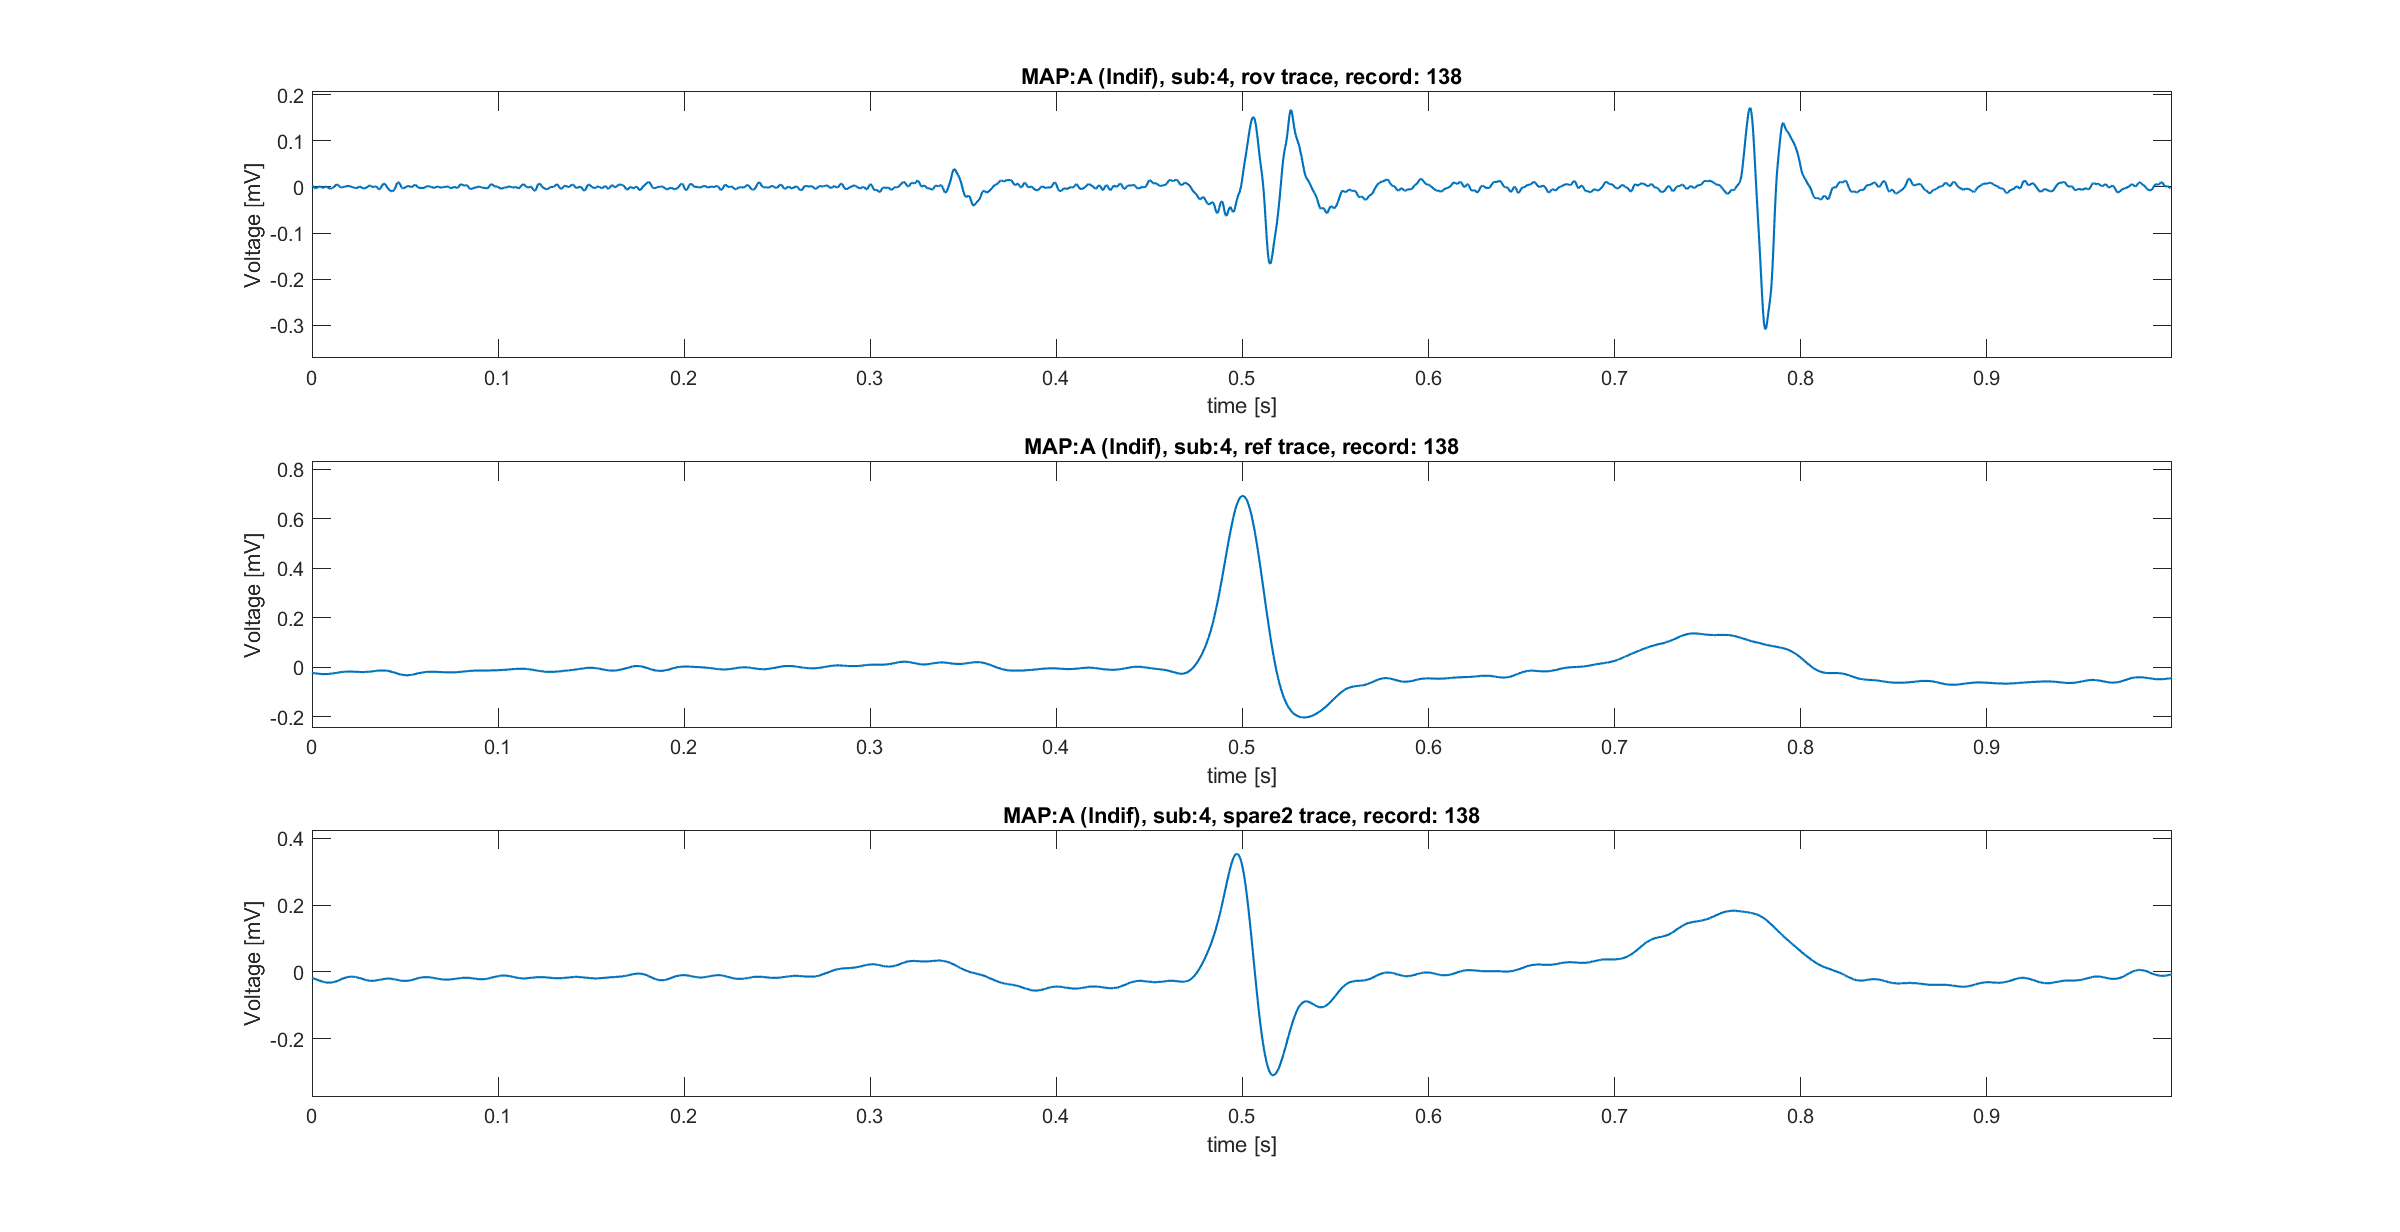 MAP:A (Indif), sub:4, rov trace, record: 138
0.2
0.1
0
-0.1
-0.2
-0.3
Voltage [mV]
0 0.1 0.2 0.3 0.4 0.5 0.6 0.7 0.8 0.9
time [s]
MAP:A (Indif), sub:4, ref trace, record: 138
0.8
0.6
0.4
0.2
0
-0.2
Voltage [mV]
0 0.1 0.2 0.3 0.4 0.5 0.6 0.7 0.8 0.9
time [s]
MAP:A (Indif), sub:4, spare2 trace, record: 138
0.4
0.2
0
-0.2
Voltage [mV]
0 0.1 0.2 0.3 0.4 0.5 0.6 0.7 0.8 0.9
time [s]